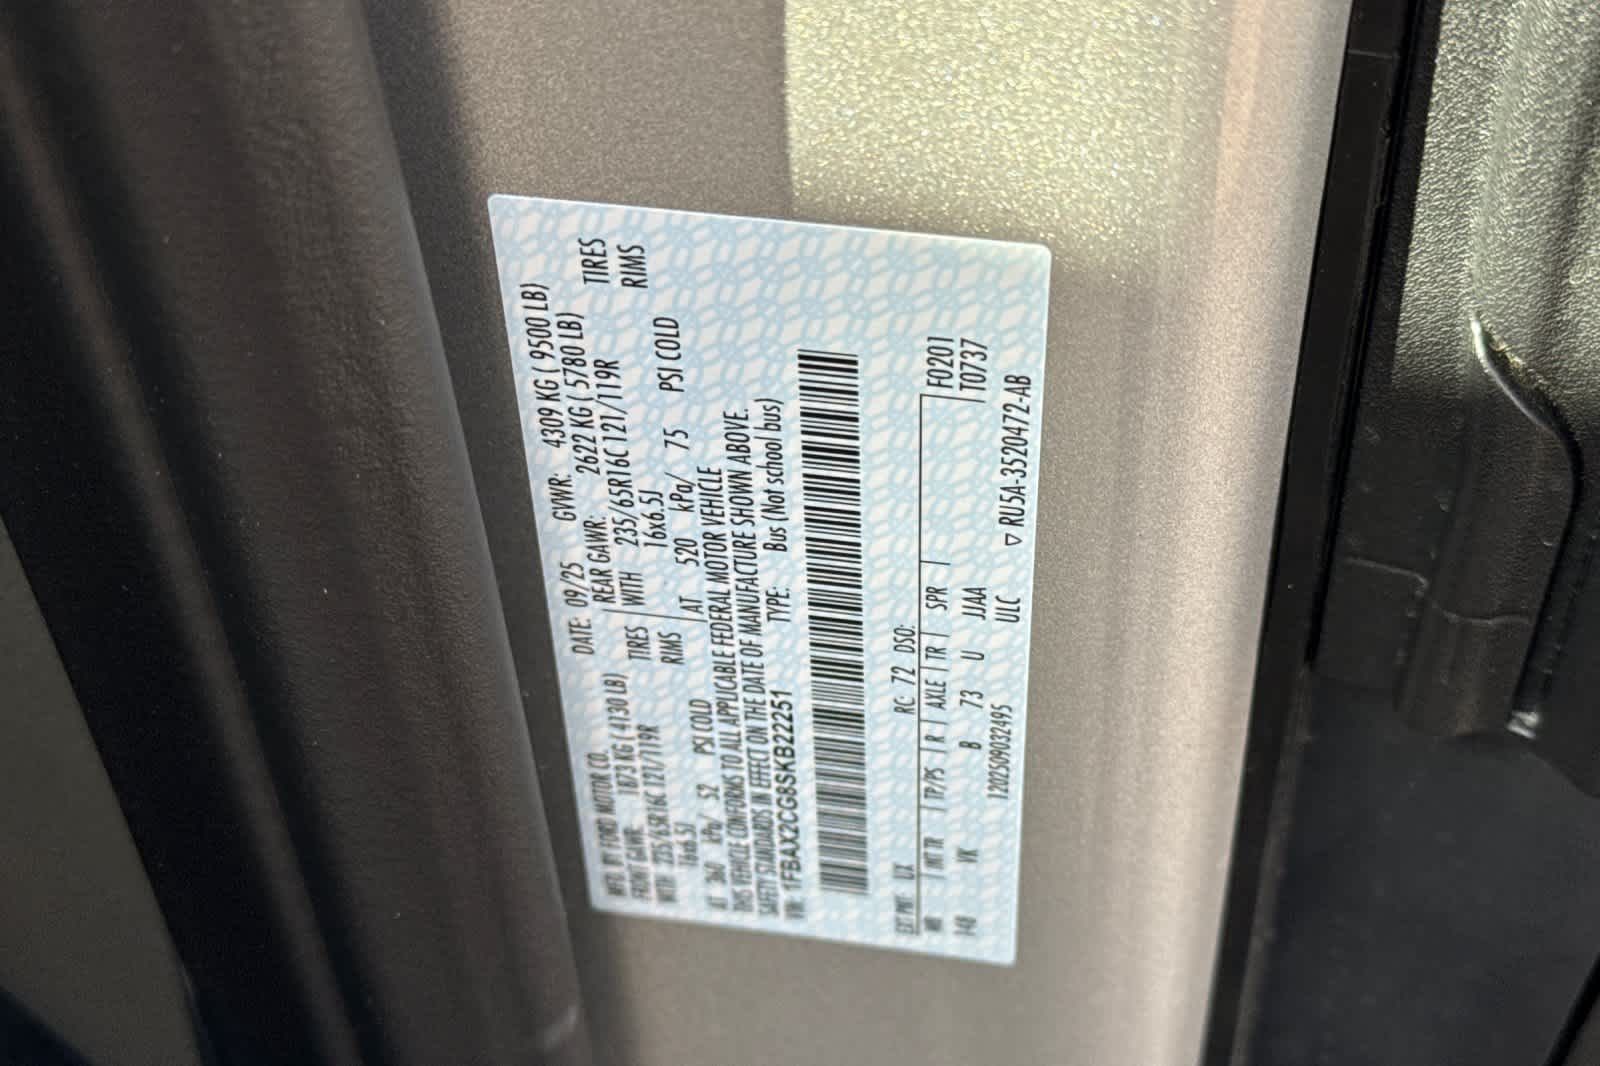 MFD. BY FORD MOTOR CO. DATE: 09/25 GVWR: 4309 KG ( 9500 LB)
FRONT GAWR: 1873 KG ( 4130 LB) REAR GAWR: 2622 KG ( 5780 LB)
WITH 235/65R16C 121/119R TIRES WITH 235/65R16C 121/119R TIRES
16x6.5J RIMS 16x6.5J RIMS
AT 360 kPa/ 52 PSI COLD AT 520 kPa/ 75 PSI COLD
THIS VEHICLE CONFORMS TO ALL APPLICABLE FEDERAL MOTOR VEHICLE
SAFETY STANDARDS IN EFFECT ON THE DATE OF MANUFACTURE SHOWN ABOVE.
VIN: 1FBAX2CG8SKB22251 TYPE: Bus (Not school bus)
EXT PNT: UX RC: 72 DSO: F0201
WB INT TR TP/PS R AXLE TR SPR T0737
148 VK B 73 U JJAA
1202509032495 ULC ▽ RU5A-3520472-AB